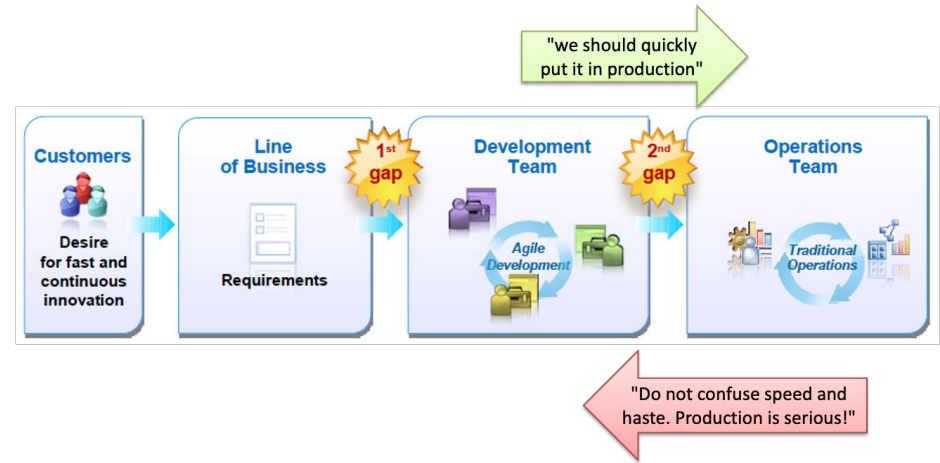 "we should quickly
put it in production"
Customers
Desire
for fast and
continuous
innovation
Line
of Business
Requirements
1st
gap
Development
Team
Agile
Development
2nd
gap
Operations
Team
Traditional
Operations
"Do not confuse speed and
haste. Production is serious!"